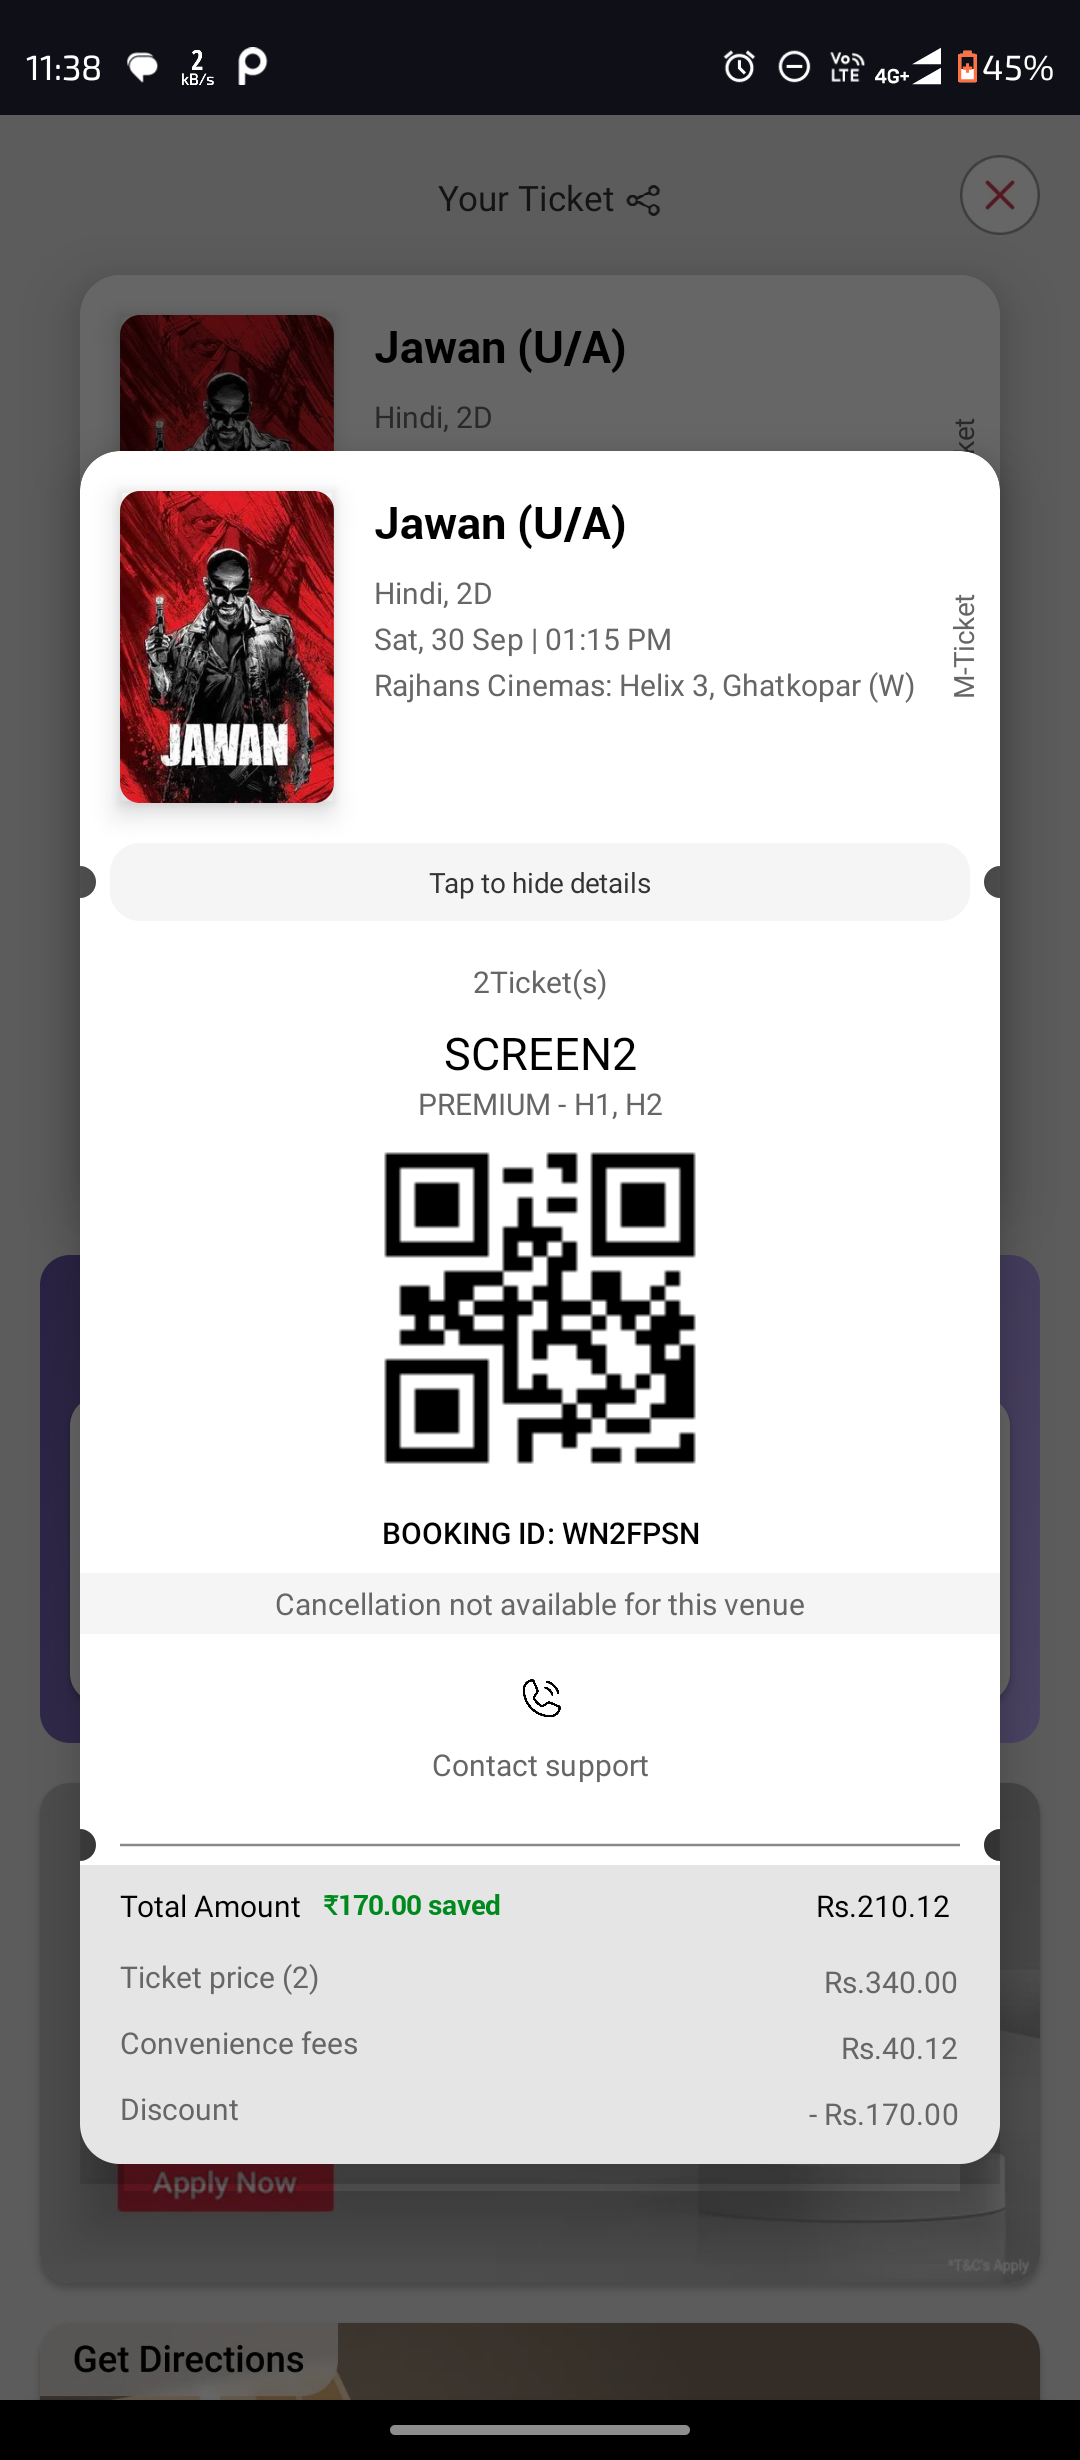 11:38
2
kB/s
Vo))
LTE
4G+
45%
Your Ticket
Jawan (U/A)
Hindi, 2D
Jawan (U/A)
Hindi, 2D
Sat, 30 Sep | 01:15 PM
Rajhans Cinemas: Helix 3, Ghatkopar (W)
M-Ticket
JAWAN
Tap to hide details
2Ticket(s)
SCREEN2
PREMIUM - H1, H2
BOOKING ID: WN2FPSN
Cancellation not available for this venue
Contact support
Total Amount ₹170.00 saved Rs.210.12
Ticket price (2) Rs.340.00
Convenience fees Rs.40.12
Discount - Rs.170.00
Apply Now
*T&C's Apply
Get Directions